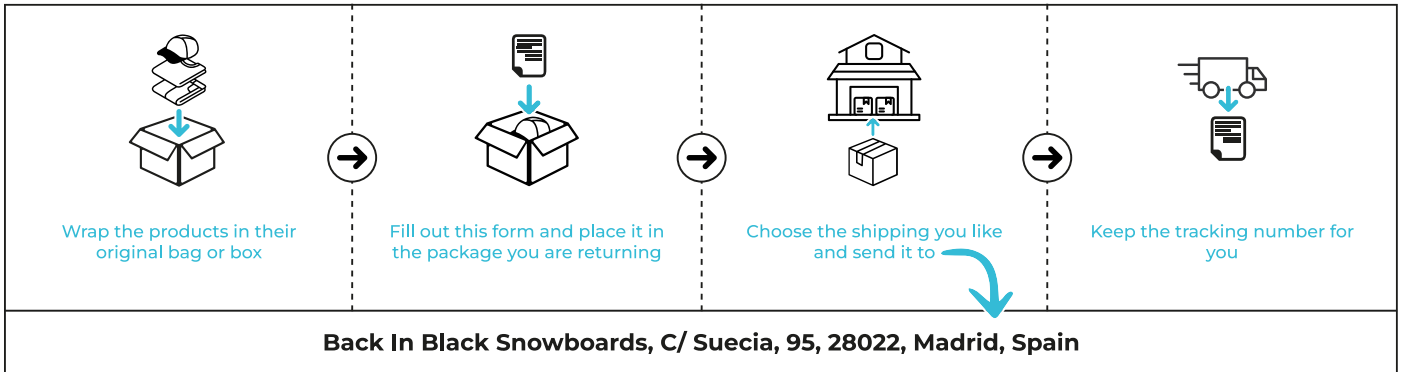 Wrap the products in their
original bag or box
Fill out this form and place it in
the package you are returning
Choose the shipping you like
and send it to
Keep the tracking number for
you
Back In Black Snowboards, C/ Suecia, 95, 28022, Madrid, Spain